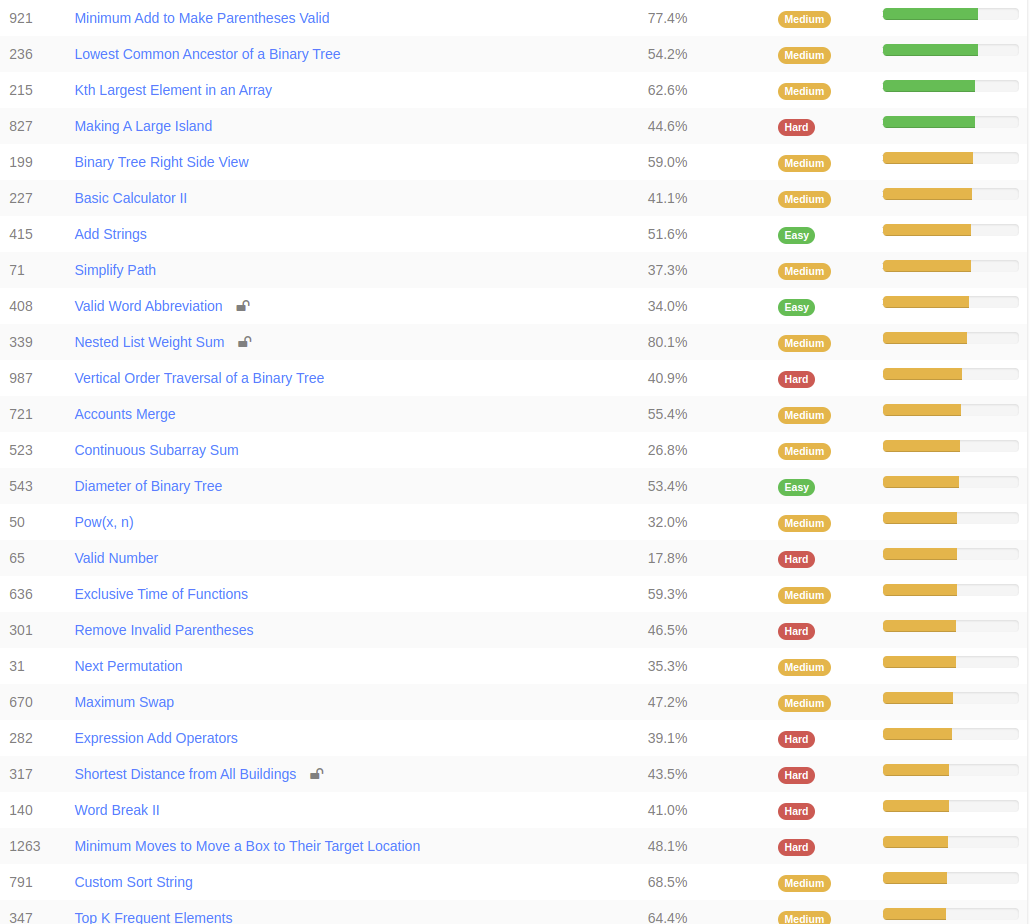 921 Minimum Add to Make Parentheses Valid 77.4% Medium
236 Lowest Common Ancestor of a Binary Tree 54.2% Medium
215 Kth Largest Element in an Array 62.6% Medium
827 Making A Large Island 44.6% Hard
199 Binary Tree Right Side View 59.0% Medium
227 Basic Calculator II 41.1% Medium
415 Add Strings 51.6% Easy
71 Simplify Path 37.3% Medium
408 Valid Word Abbreviation 34.0% Easy
339 Nested List Weight Sum 80.1% Medium
987 Vertical Order Traversal of a Binary Tree 40.9% Hard
721 Accounts Merge 55.4% Medium
523 Continuous Subarray Sum 26.8% Medium
543 Diameter of Binary Tree 53.4% Easy
50 Pow(x, n) 32.0% Medium
65 Valid Number 17.8% Hard
636 Exclusive Time of Functions 59.3% Medium
301 Remove Invalid Parentheses 46.5% Hard
31 Next Permutation 35.3% Medium
670 Maximum Swap 47.2% Medium
282 Expression Add Operators 39.1% Hard
317 Shortest Distance from All Buildings 43.5% Hard
140 Word Break II 41.0% Hard
1263 Minimum Moves to Move a Box to Their Target Location 48.1% Hard
791 Custom Sort String 68.5% Medium
347 Top K Frequent Elements 64.4% Medium